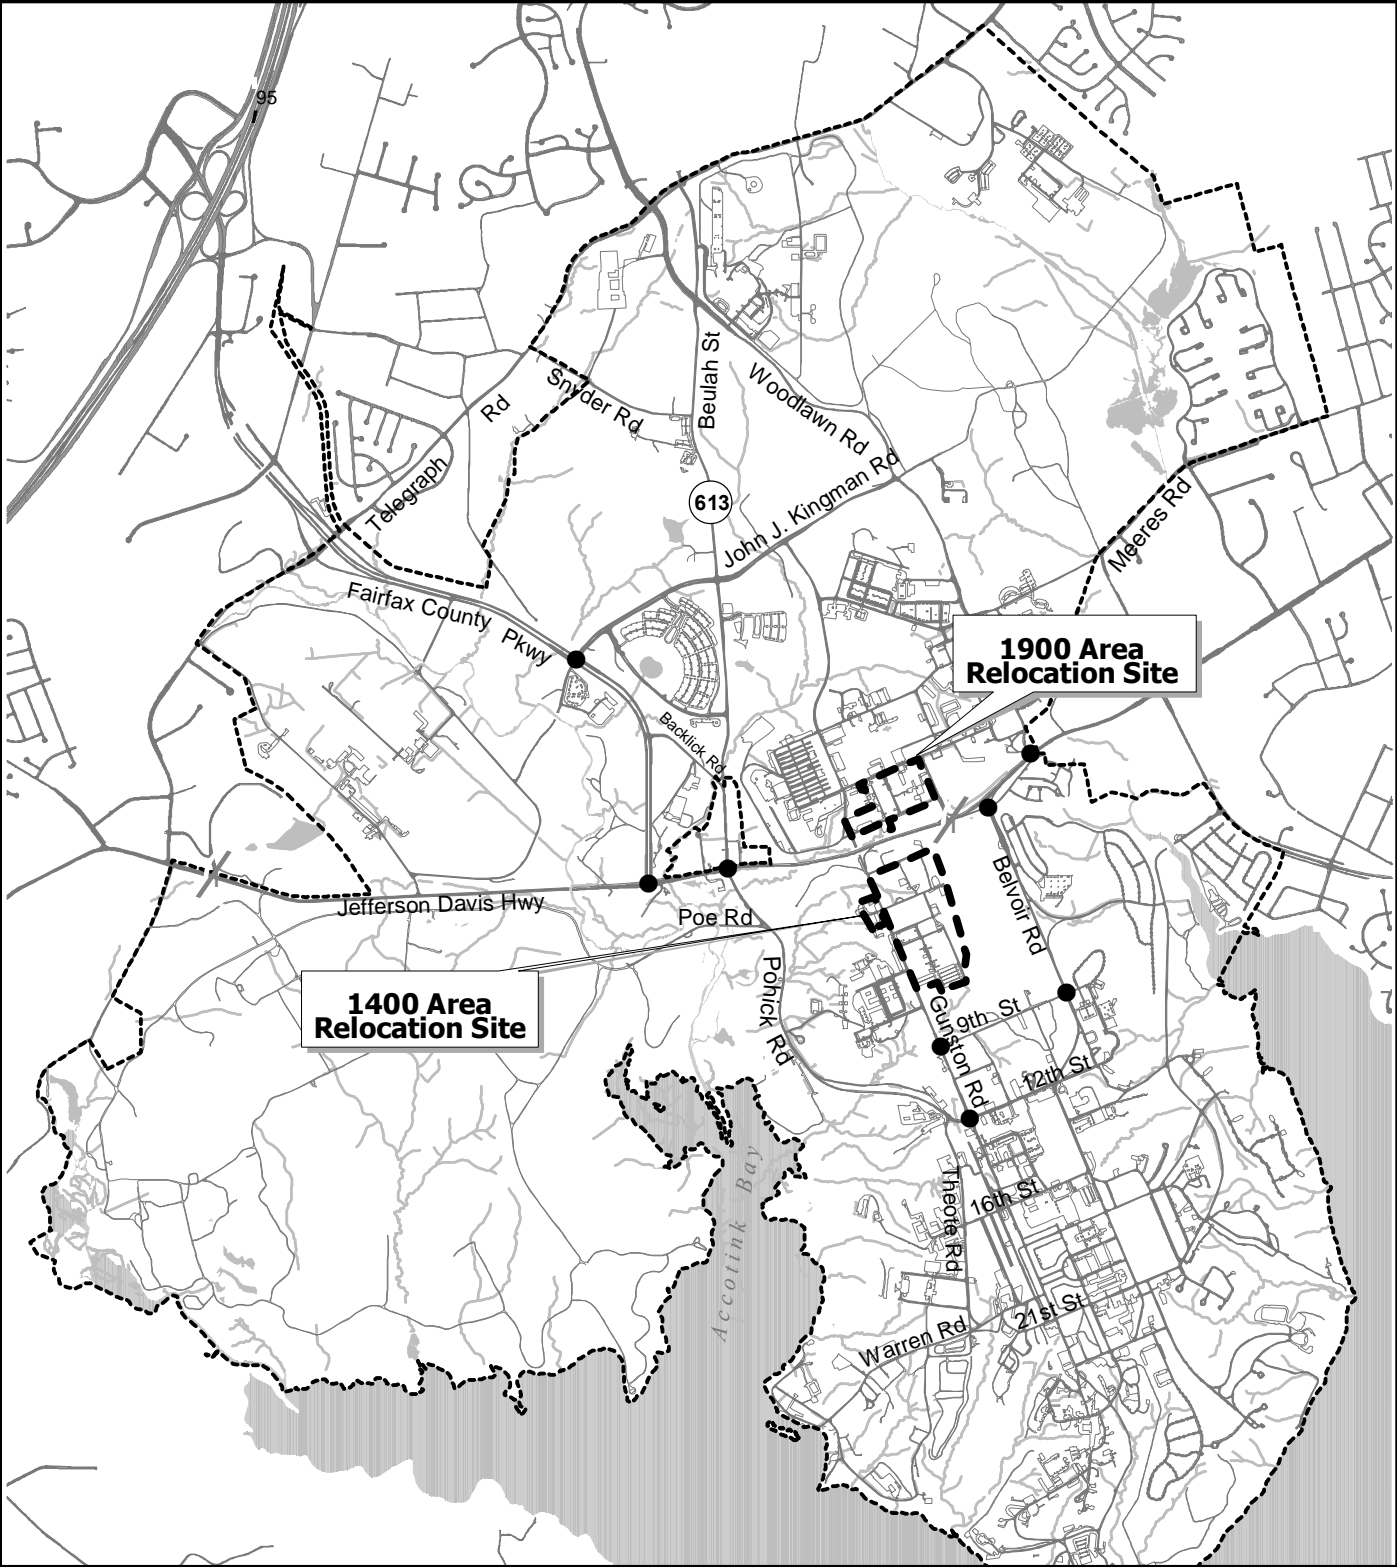 95
Snyder Rd
Beulah St
Woodlawn Rd
Telegraph Rd
613
John J. Kingman Rd
Meeres Rd
Fairfax County Pkwy
1900 Area
Relocation Site
Backlick Rd
Jefferson Davis Hwy
Poe Rd
Belvoir Rd
Pohick Rd
1400 Area
Relocation Site
Gunston Rd
9th St
12th St
Accotink Bay
Theote Rd
16th St
21st St
Warren Rd